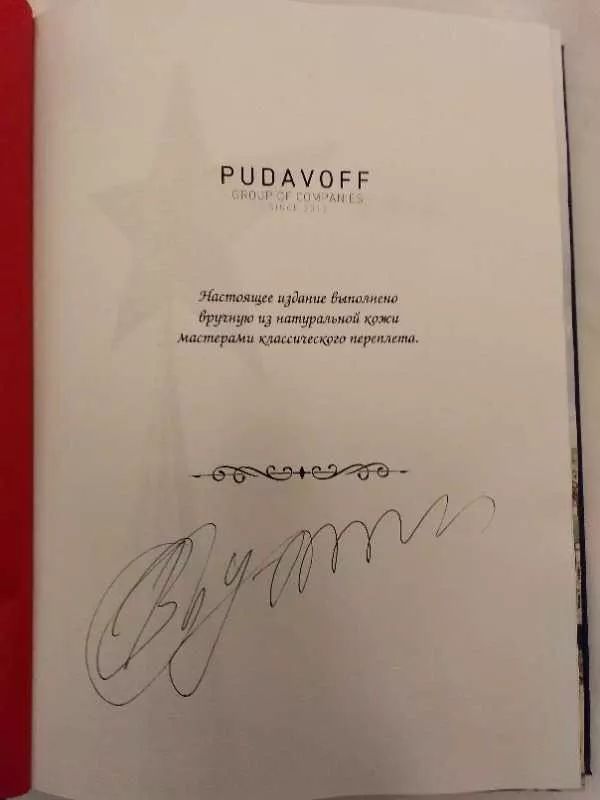 PUDAVOFF
GROUP OF COMPANIES
Настоящее издание выполнено
вручную из натуральной кожи
мастерами классического переплета.